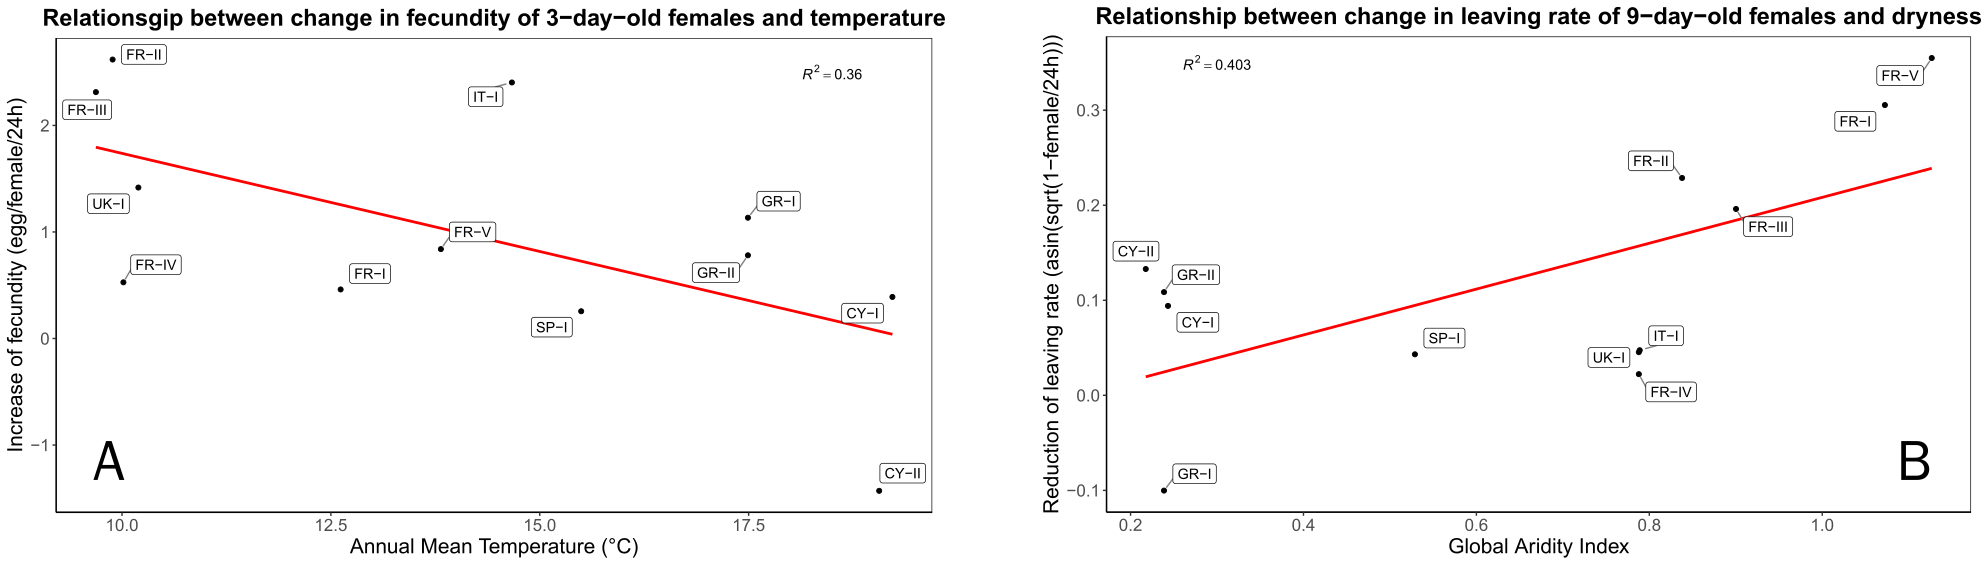 Relationsgip between change in fecundity of 3−day−old females and temperature
Increase of fecundity (egg/female/24h)
2
1
0
−1
FR−II
FR−III
IT−I
R² = 0.36
UK−I
GR−I
FR−V
FR−IV
FR−I
GR−II
CY−I
SP−I
CY−II
A
10.0
12.5
15.0
17.5
Annual Mean Temperature (°C)
Relationship between change in leaving rate of 9−day−old females and dryness
Reduction of leaving rate (asin(sqrt(1−female/24h)))
0.3
0.2
0.1
0.0
−0.1
R² = 0.403
FR−V
FR−I
FR−II
FR−III
CY−II
GR−II
CY−I
SP−I
IT−I
UK−I
FR−IV
GR−I
B
0.2
0.4
0.6
0.8
1.0
Global Aridity Index